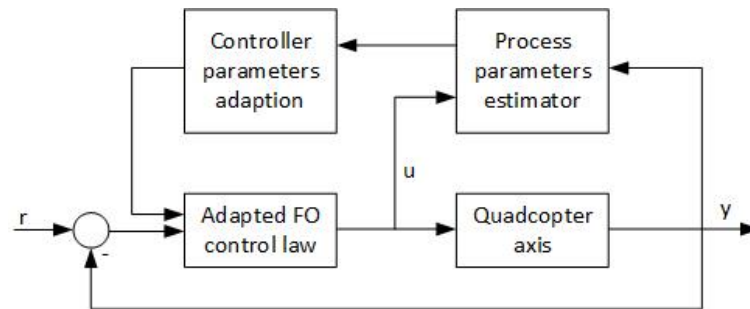 Controller
parameters
adaption
Process
parameters
estimator
u
r
-
Adapted FO
control law
Quadcopter
axis
y